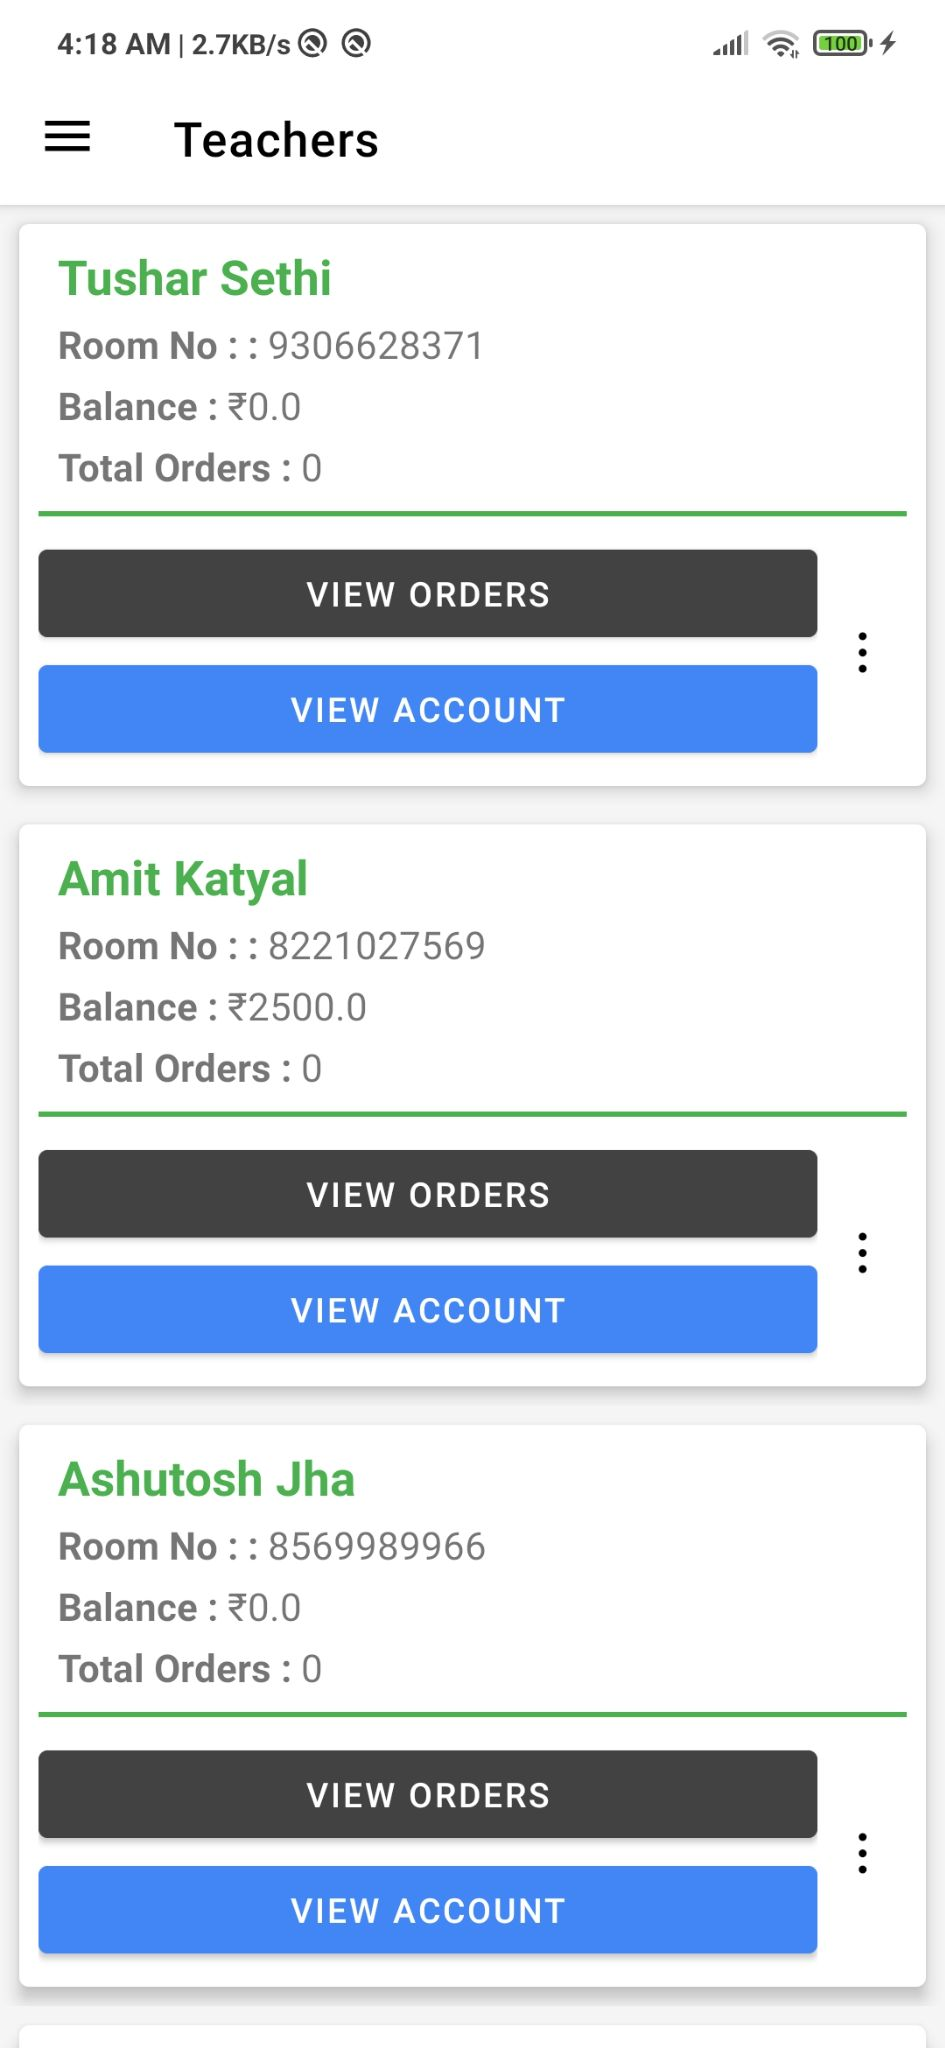 4:18 AM | 2.7KB/s
100
Teachers
Tushar Sethi
Room No : : 9306628371
Balance : ₹0.0
Total Orders : 0
VIEW ORDERS
VIEW ACCOUNT
Amit Katyal
Room No : : 8221027569
Balance : ₹2500.0
Total Orders : 0
VIEW ORDERS
VIEW ACCOUNT
Ashutosh Jha
Room No : : 8569989966
Balance : ₹0.0
Total Orders : 0
VIEW ORDERS
VIEW ACCOUNT